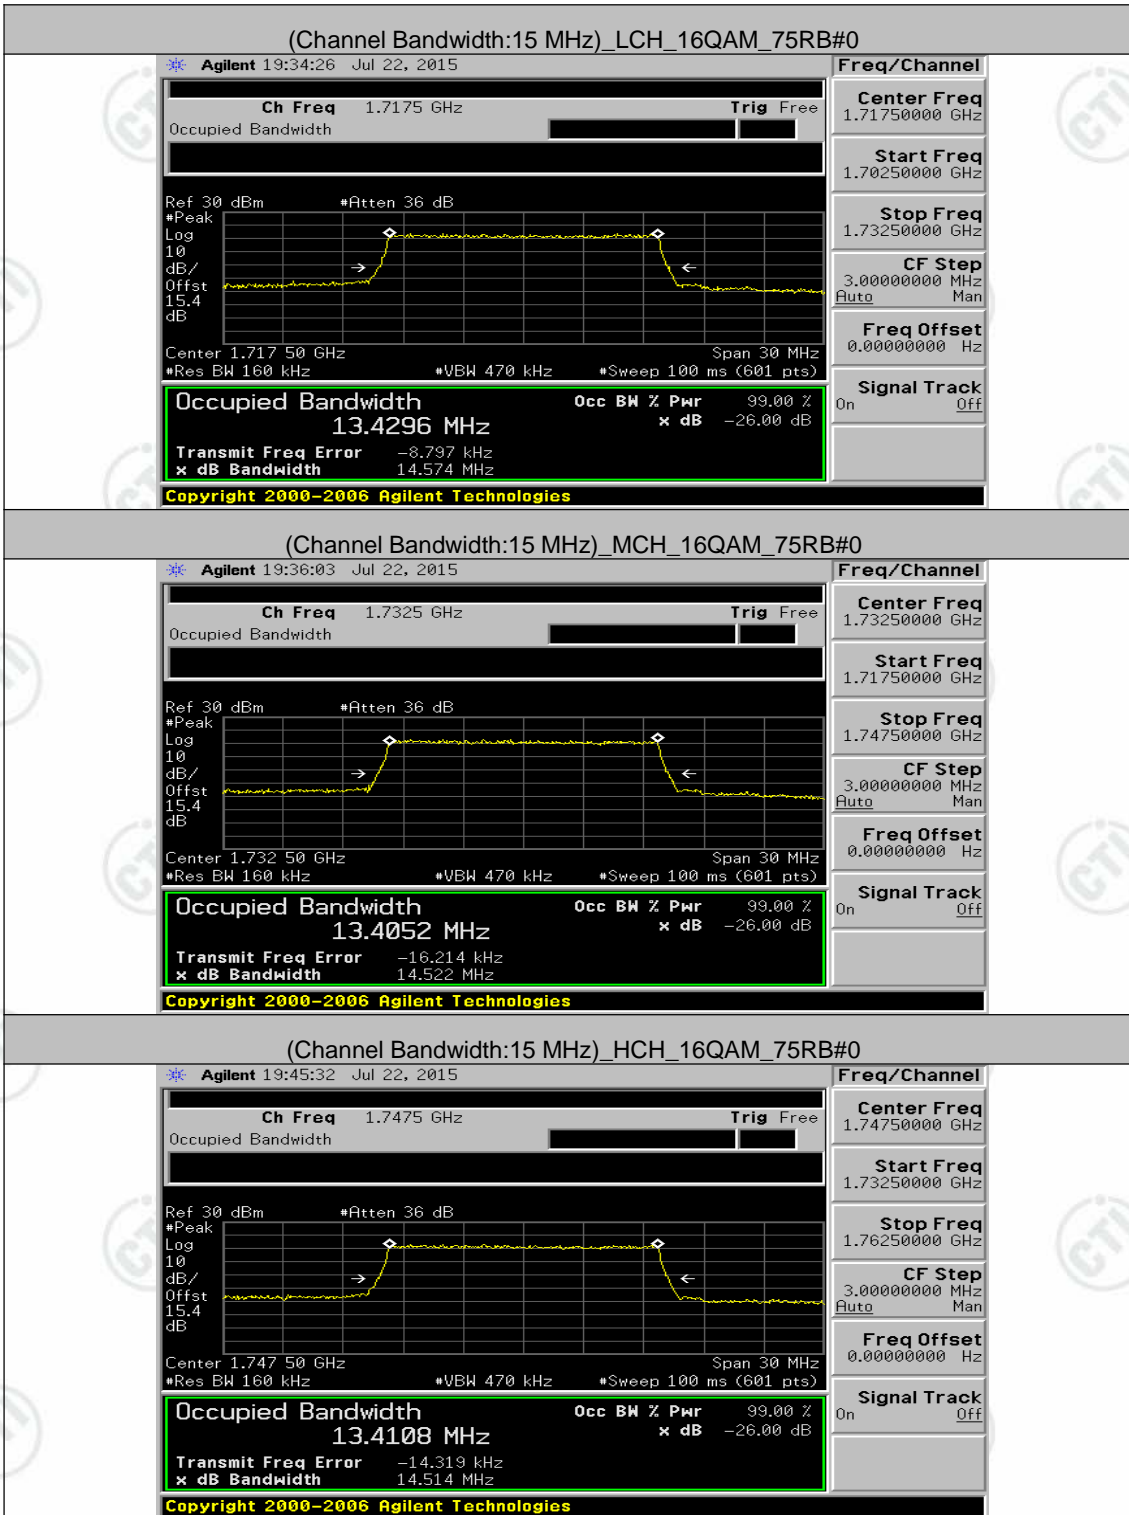 (Channel Bandwidth:15 MHz)_LCH_16QAM_75RB#0
Agilent 19:34:26 Jul 22, 2015
Freq/Channel
Ch Freq 1.7175 GHz Trig Free
Occupied Bandwidth
Center Freq
1.71750000 GHz
Start Freq
1.70250000 GHz
Stop Freq
1.73250000 GHz
CF Step
3.00000000 MHz
Auto Man
Freq Offset
0.00000000 Hz
Signal Track
On Off
Ref 30 dBm #Atten 36 dB
#Peak
Log
10
dB/
Offst
15.4
dB
Center 1.717 50 GHz Span 30 MHz
#Res BW 160 kHz #VBW 470 kHz #Sweep 100 ms (601 pts)
Occupied Bandwidth Occ BW % Pwr 99.00 %
13.4296 MHz x dB -26.00 dB
Transmit Freq Error -8.797 kHz
x dB Bandwidth 14.574 MHz
Copyright 2000-2006 Agilent Technologies
(Channel Bandwidth:15 MHz)_MCH_16QAM_75RB#0
Agilent 19:36:03 Jul 22, 2015
Freq/Channel
Ch Freq 1.7325 GHz Trig Free
Occupied Bandwidth
Center Freq
1.73250000 GHz
Start Freq
1.71750000 GHz
Stop Freq
1.74750000 GHz
CF Step
3.00000000 MHz
Auto Man
Freq Offset
0.00000000 Hz
Signal Track
On Off
Ref 30 dBm #Atten 36 dB
#Peak
Log
10
dB/
Offst
15.4
dB
Center 1.732 50 GHz Span 30 MHz
#Res BW 160 kHz #VBW 470 kHz #Sweep 100 ms (601 pts)
Occupied Bandwidth Occ BW % Pwr 99.00 %
13.4052 MHz x dB -26.00 dB
Transmit Freq Error -16.214 kHz
x dB Bandwidth 14.522 MHz
Copyright 2000-2006 Agilent Technologies
(Channel Bandwidth:15 MHz)_HCH_16QAM_75RB#0
Agilent 19:45:32 Jul 22, 2015
Freq/Channel
Ch Freq 1.7475 GHz Trig Free
Occupied Bandwidth
Center Freq
1.74750000 GHz
Start Freq
1.73250000 GHz
Stop Freq
1.76250000 GHz
CF Step
3.00000000 MHz
Auto Man
Freq Offset
0.00000000 Hz
Signal Track
On Off
Ref 30 dBm #Atten 36 dB
#Peak
Log
10
dB/
Offst
15.4
dB
Center 1.747 50 GHz Span 30 MHz
#Res BW 160 kHz #VBW 470 kHz #Sweep 100 ms (601 pts)
Occupied Bandwidth Occ BW % Pwr 99.00 %
13.4108 MHz x dB -26.00 dB
Transmit Freq Error -14.319 kHz
x dB Bandwidth 14.514 MHz
Copyright 2000-2006 Agilent Technologies
CTI